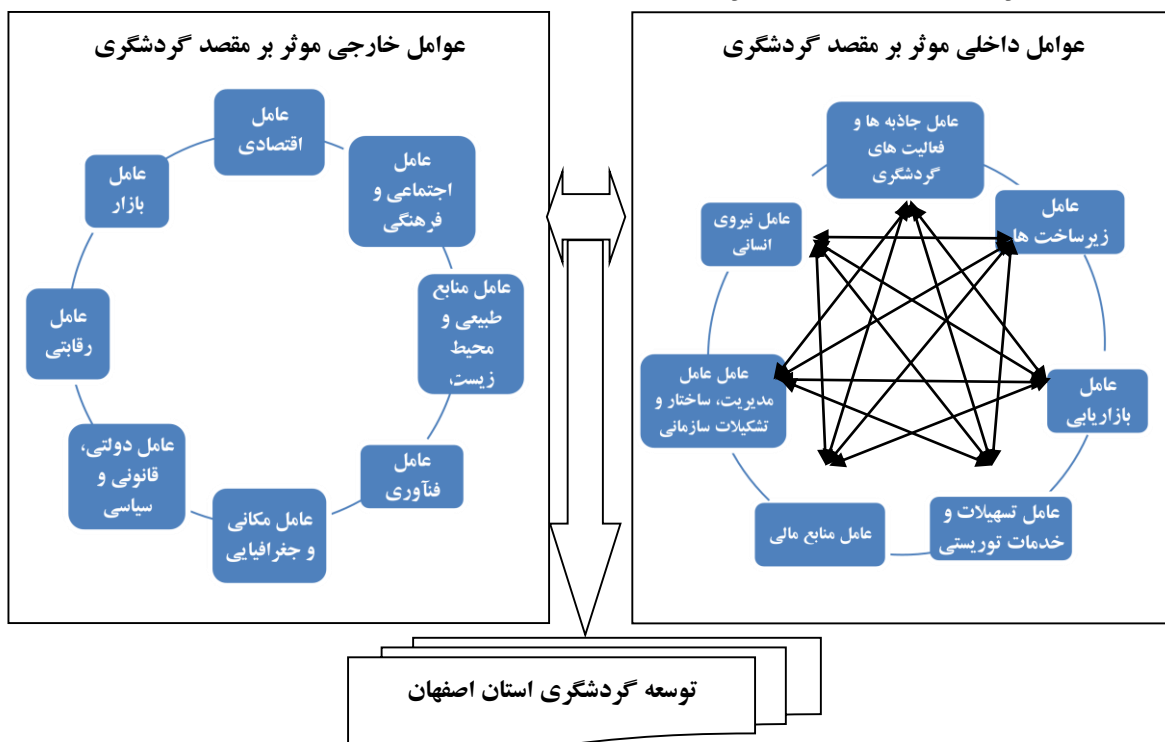 عوامل داخلی موثر بر مقصد گردشگری
عامل جاذبه ها و
فعالیت های
گردشگری
عامل
زیرساخت ها
عامل
بازاریابی
عامل تسهیلات و
خدمات توریستی
عامل منابع مالی
عامل عامل
مدیریت، ساختار و
تشکیلات سازمانی
عامل نیروی
انسانی
عوامل خارجی موثر بر مقصد گردشگری
عامل
اقتصادی
عامل
اجتماعی و
فرهنگی
عامل منابع
طبیعی و
محیط
زیست
عامل
فنآوری
عامل مکانی
و جغرافیایی
عامل دولتی،
قانونی و
سیاسی
عامل
رقابتی
عامل
بازار
توسعه گردشگری استان اصفهان